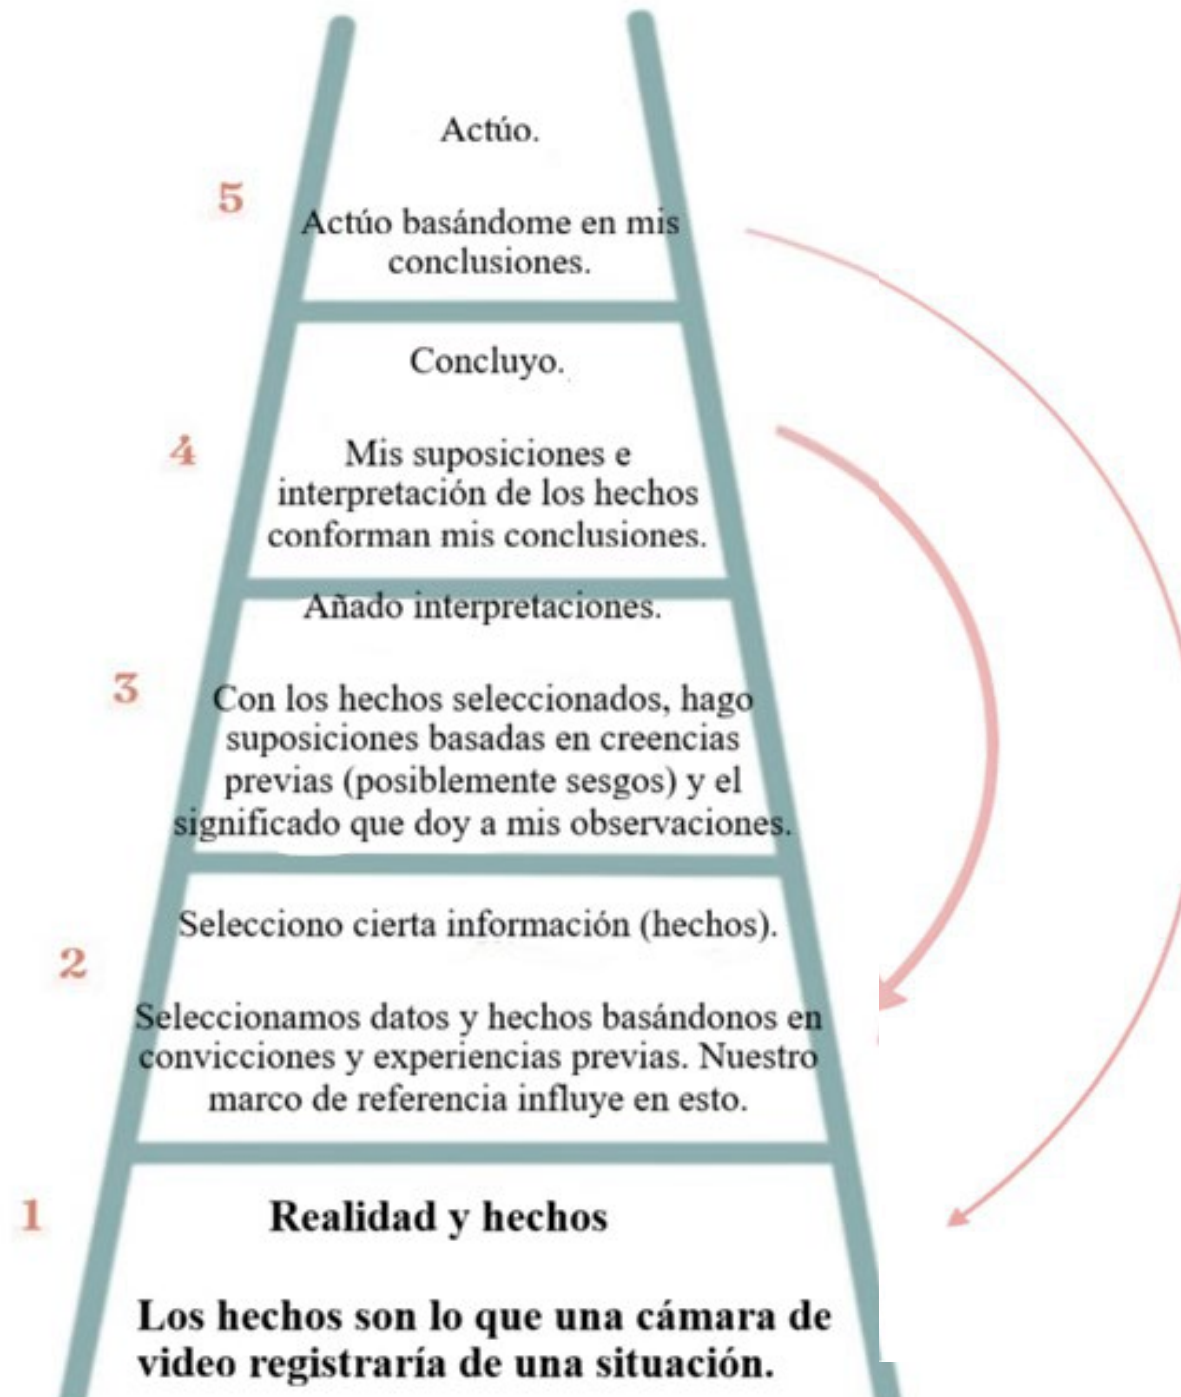 Actúo.
5
Actúo basándome en mis
conclusiones.
Concluyo.
4
Mis suposiciones e
interpretación de los hechos
conforman mis conclusiones.
Añado interpretaciones.
3
Con los hechos seleccionados, hago
suposiciones basadas en creencias
previas (posiblemente sesgos) y el
significado que doy a mis observaciones.
Selecciono cierta información (hechos).
2
Seleccionamos datos y hechos basándonos en
convicciones y experiencias previas. Nuestro
marco de referencia influye en esto.
1
Realidad y hechos
Los hechos son lo que una cámara de
video registraría de una situación.